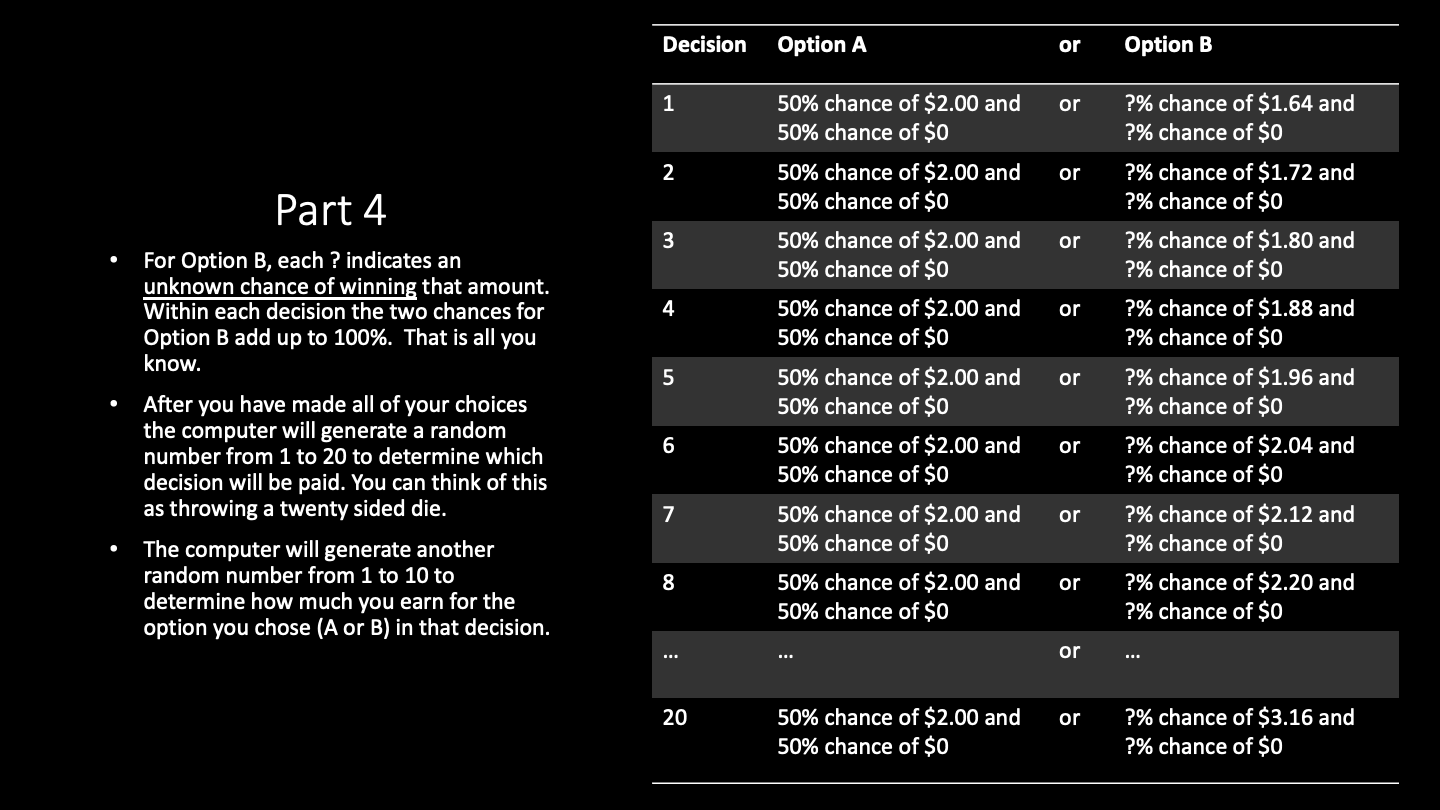 Part 4
• For Option B, each ? indicates an
unknown chance of winning that amount.
Within each decision the two chances for
Option B add up to 100%.  That is all you
know.
• After you have made all of your choices
the computer will generate a random
number from 1 to 20 to determine which
decision will be paid. You can think of this
as throwing a twenty sided die.
• The computer will generate another
random number from 1 to 10 to
determine how much you earn for the
option you chose (A or B) in that decision.
Decision Option A or Option B
1 50% chance of $2.00 and or ?% chance of $1.64 and
50% chance of $0 ?% chance of $0
2 50% chance of $2.00 and or ?% chance of $1.72 and
50% chance of $0 ?% chance of $0
3 50% chance of $2.00 and or ?% chance of $1.80 and
50% chance of $0 ?% chance of $0
4 50% chance of $2.00 and or ?% chance of $1.88 and
50% chance of $0 ?% chance of $0
5 50% chance of $2.00 and or ?% chance of $1.96 and
50% chance of $0 ?% chance of $0
6 50% chance of $2.00 and or ?% chance of $2.04 and
50% chance of $0 ?% chance of $0
7 50% chance of $2.00 and or ?% chance of $2.12 and
50% chance of $0 ?% chance of $0
8 50% chance of $2.00 and or ?% chance of $2.20 and
50% chance of $0 ?% chance of $0
... ... or ...
20 50% chance of $2.00 and or ?% chance of $3.16 and
50% chance of $0 ?% chance of $0